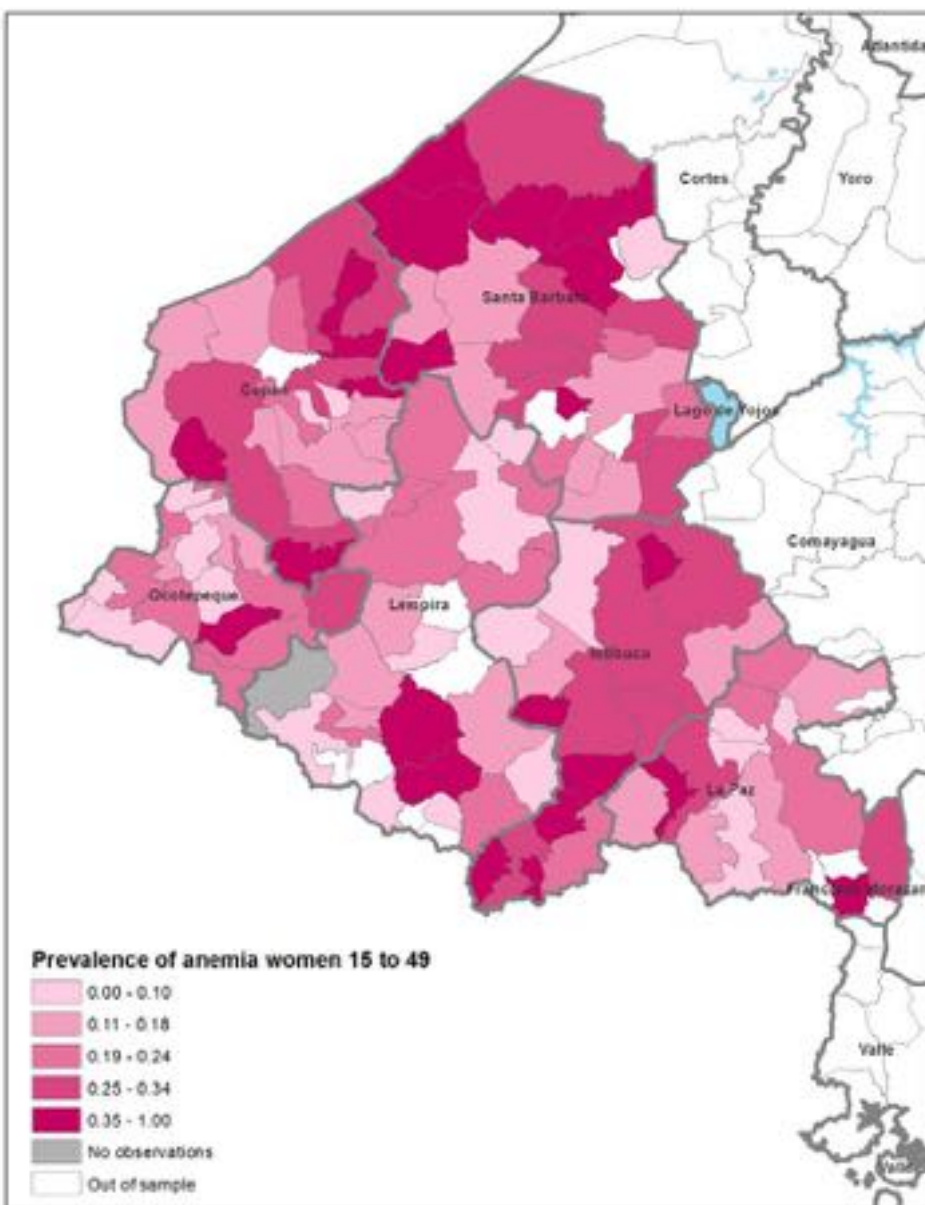 Atlantida
Cortes
Yoro
Santa Barbara
Copan
Lago de Yojoa
Comayagua
Ocotepeque
Lempira
Intibuca
La Paz
Francisco Morazan
Prevalence of anemia women 15 to 49
0.00 - 0.10
0.11 - 0.18
0.19 - 0.24
0.25 - 0.34
0.35 - 1.00
No observations
Out of sample
Valle
Valle